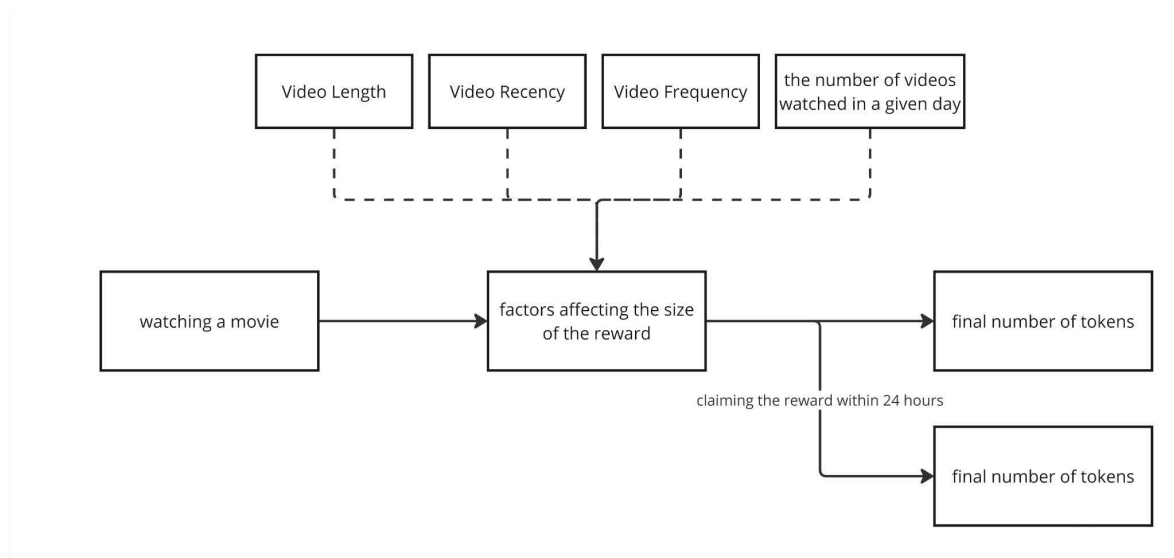 Video Length
Video Recency
Video Frequency
the number of videos
watched in a given day
watching a movie
factors affecting the size
of the reward
final number of tokens
claiming the reward within 24 hours
final number of tokens